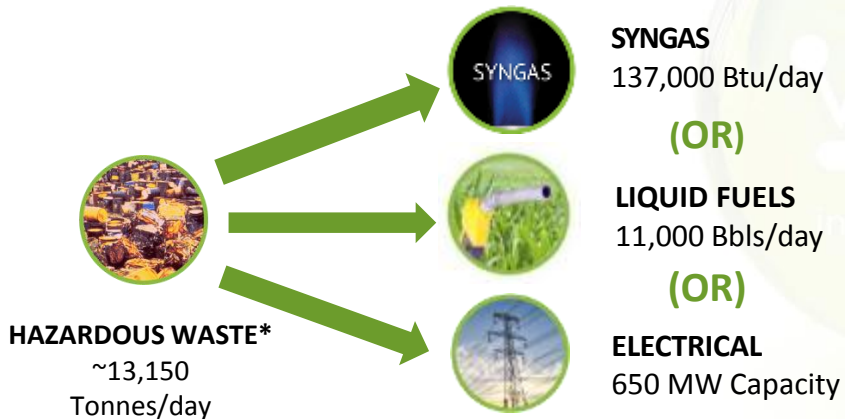 SYNGAS
SYNGAS
137,000 Btu/day
(OR)
LIQUID FUELS
11,000 Bbls/day
(OR)
HAZARDOUS WASTE*
~13,150
Tonnes/day
ELECTRICAL
650 MW Capacity